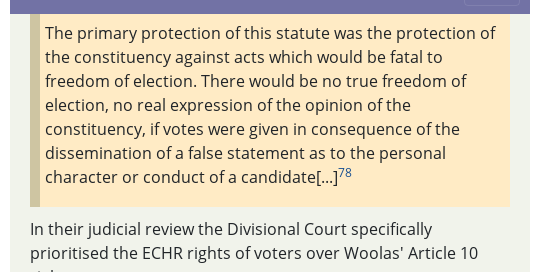 The primary protection of this statute was the protection of
the constituency against acts which would be fatal to
freedom of election. There would be no true freedom of
election, no real expression of the opinion of the
constituency, if votes were given in consequence of the
dissemination of a false statement as to the personal
character or conduct of a candidate[...]78
In their judicial review the Divisional Court specifically
prioritised the ECHR rights of voters over Woolas' Article 10